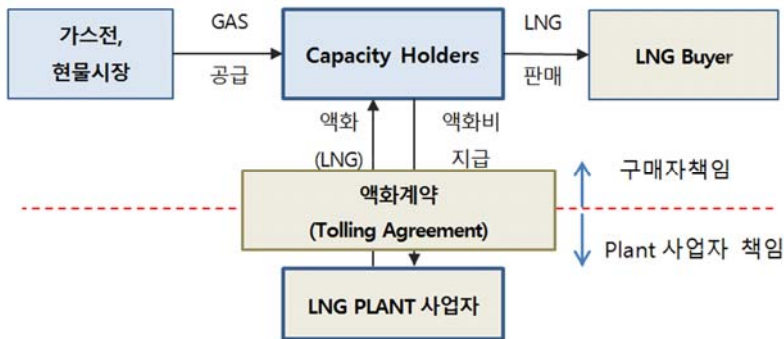 가스전,
현물시장
GAS
공급
Capacity Holders
LNG
판매
LNG Buyer
액화
(LNG)
액화비
지급
액화계약
(Tolling Agreement)
구매자책임
Plant 사업자 책임
LNG PLANT 사업자